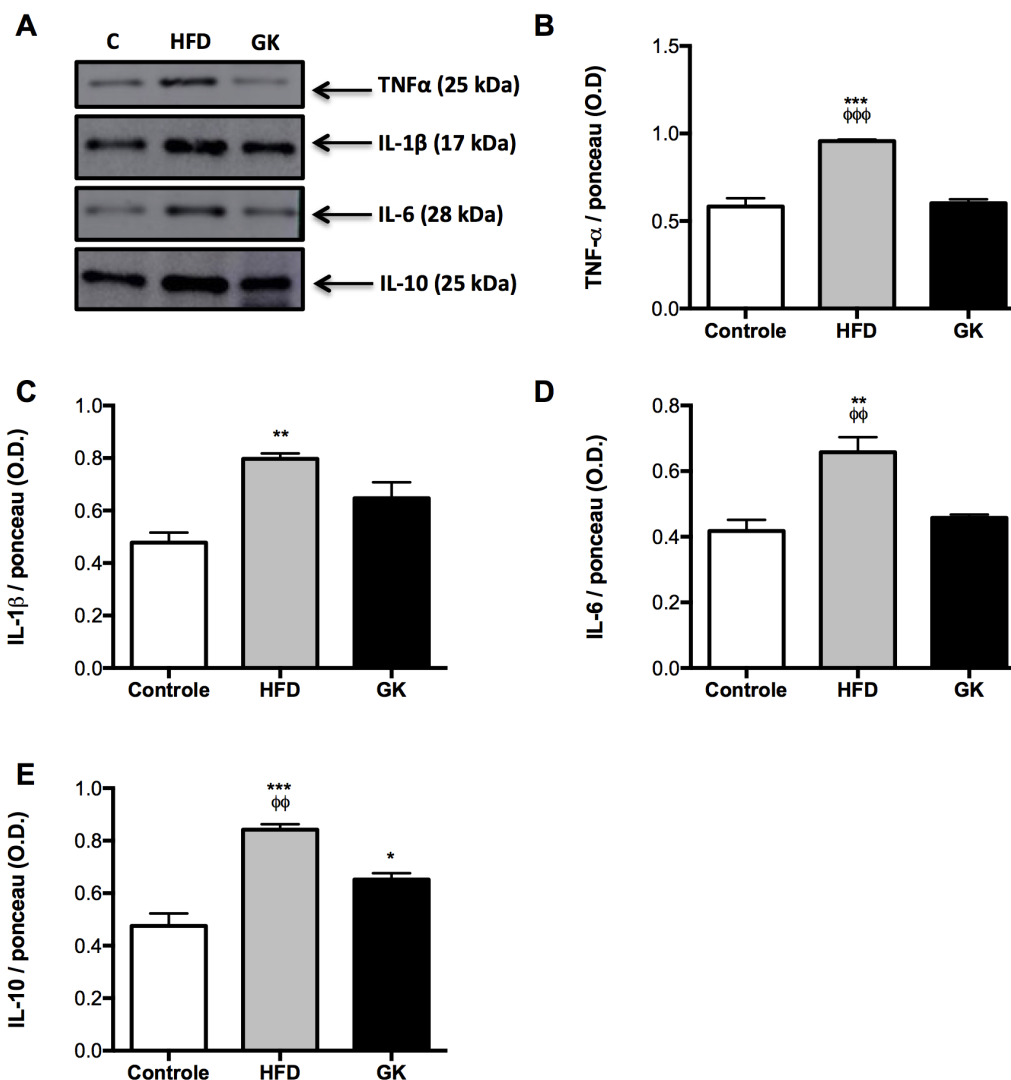 A
C HFD GK
TNFα (25 kDa)
IL-1β (17 kDa)
IL-6 (28 kDa)
IL-10 (25 kDa)
B
TNF-α / ponceau (O.D)
1.5
1.0
0.5
0.0
***
ϕϕϕ
Controle HFD GK
C
IL-1β / ponceau (O.D.)
1.0
0.8
0.6
0.4
0.2
0.0
**
Controle HFD GK
D
IL-6 / ponceau (O.D.)
0.8
0.6
0.4
0.2
0.0
**
ϕϕ
Controle HFD GK
E
IL-10 / ponceau (O.D.)
1.0
0.8
0.6
0.4
0.2
0.0
***
ϕϕ
*
Controle HFD GK